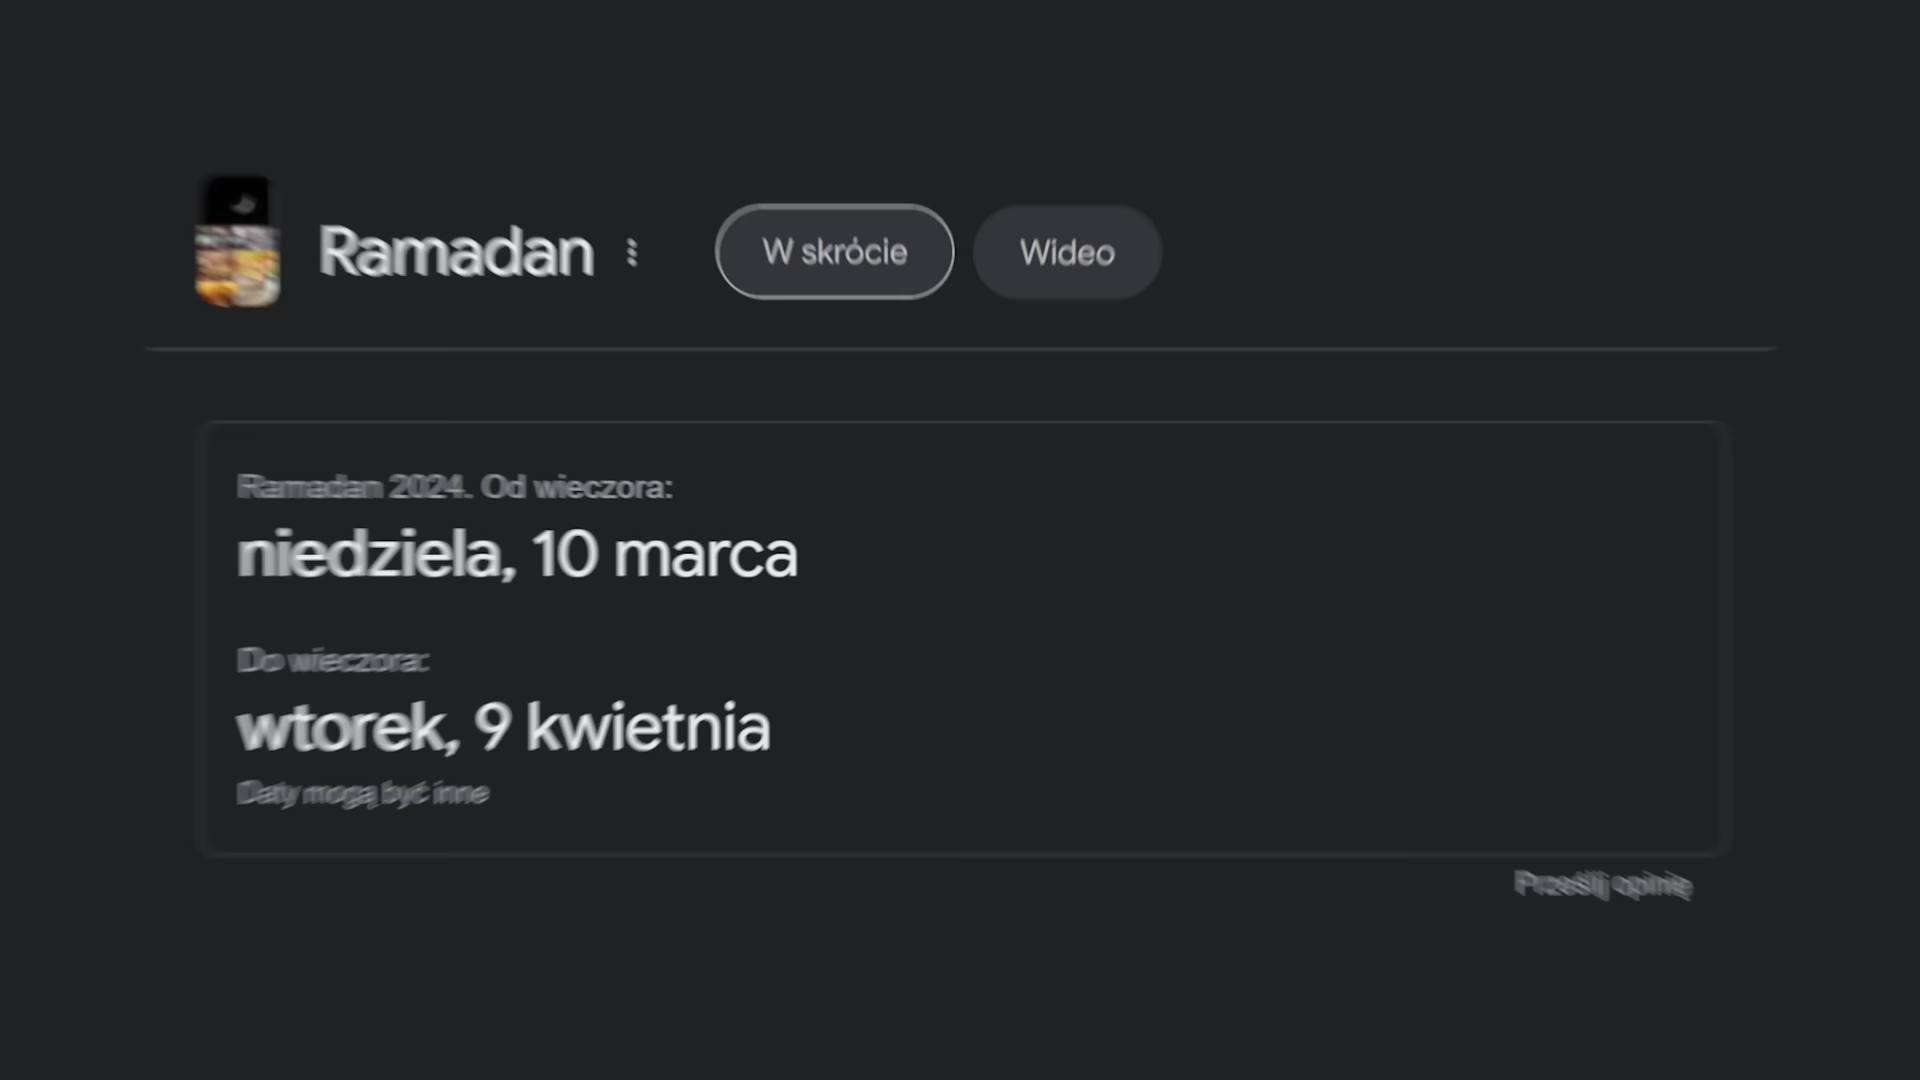 Ramadan
W skrócie
Wideo
Ramadan 2024. Od wieczora:
niedziela, 10 marca
Do wieczora:
wtorek, 9 kwietnia
Daty mogą być inne
Prześlij opinię